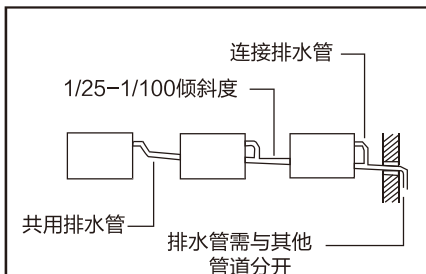 连接排水管
1/25-1/100倾斜度
共用排水管
排水管需与其他
管道分开